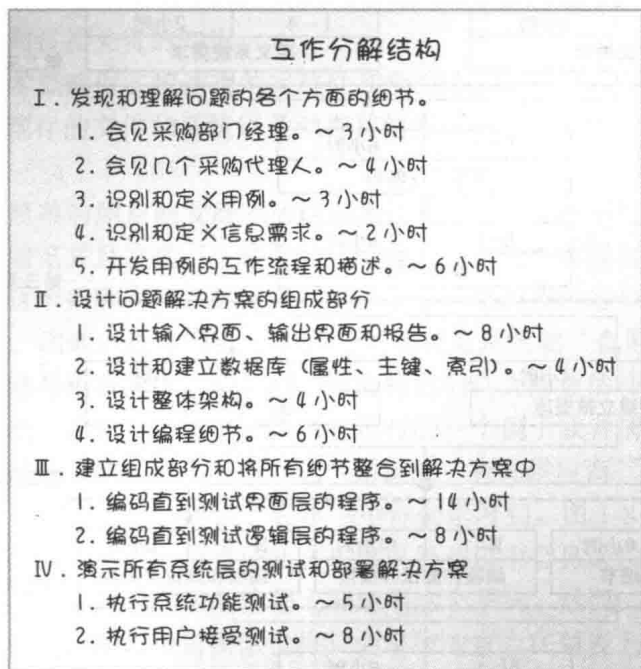 工作分解结构
Ⅰ．发现和理解问题的各个方面的细节。
1. 会见采购部门经理。～3小时
2. 会见几个采购代理人。～4小时
3. 识别和定义用例。～3小时
4. 识别和定义信息需求。～2小时
5. 开发用例的工作流程和描述。～6小时
Ⅱ．设计问题解决方案的组成部分
1. 设计输入界面、输出界面和报告。～8小时
2. 设计和建立数据库（属性、主键、索引）。～4小时
3. 设计整体架构。～4小时
4. 设计编程细节。～6小时
Ⅲ．建立组成部分和将所有细节整合到解决方案中
1. 编码直到测试界面层的程序。～14小时
2. 编码直到测试逻辑层的程序。～8小时
Ⅳ．演示所有系统层的测试和部署解决方案
1. 执行系统功能测试。～5小时
2. 执行用户接受测试。～8小时